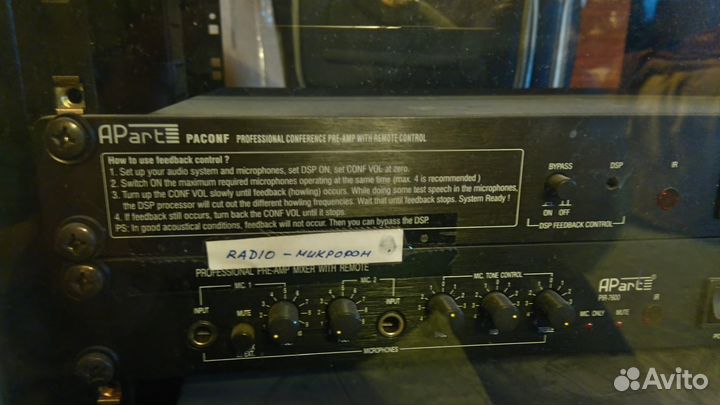 APart PACONF PROFESSIONAL CONFERENCE PRE-AMP WITH REMOTE CONTROL
How to use feedback control ?
1. Set up your audio system and microphones, set DSP ON, set CONF VOL at zero.
2. Switch ON the maximum required microphones operating at the same time (max. 4 is recommended )
3. Turn up the CONF VOL slowly until feedback (howling) occurs. While doing some test speech in the microphones,
the DSP processor will cut out the different howling frequencies. Wait that until feedback stops. System Ready !
4. If feedback still occurs, turn back the CONF VOL until it stops.
PS: In good acoustical conditions, feedback will not occur. Then you can bypass the DSP.
BYPASS DSP IR
ON OFF
DSP FEEDBACK CONTROL
RADIO - МИКРОФОН
PROFESSIONAL PRE-AMP MIXER WITH REMOTE
MIC. 1 MIC. 2 MIC. TONE CONTROL
INPUT MUTE INPUT
APart
PIR-7600 IR
MIC. ONLY MUTE
EXT.
MICROPHONES
Avito